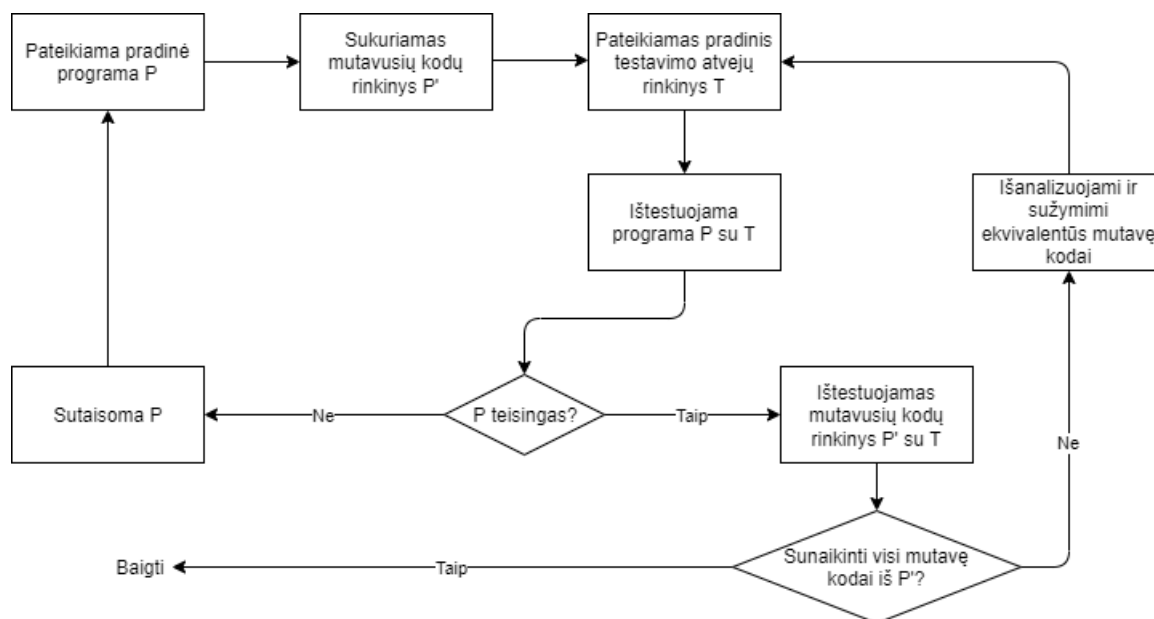 Pateikiama pradinė
programa P
Sukuriamas
mutavusių kodų
rinkinys P'
Pateikiamas pradinis
testavimo atvejų
rinkinys T
Ištestuojama
programa P su T
Išanalizuojami ir
sužymimi
ekvivalentūs mutavę
kodai
Sutaisoma P
Ne
P teisingas?
Taip
Ištestuojamas
mutavusių kodų
rinkinys P' su T
Ne
Baigti
Taip
Sunaikinti visi mutavę
kodai iš P'?